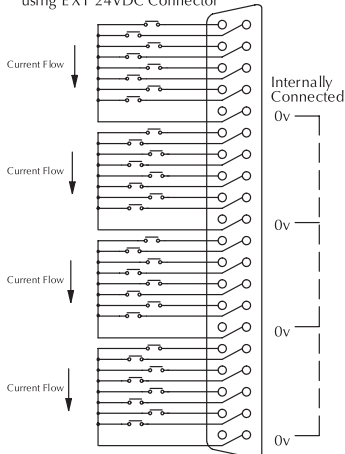 using EXT 24VDC Connector
Current Flow
Internally
Connected
0v
Current Flow
0v
Current Flow
0v
Current Flow
0v